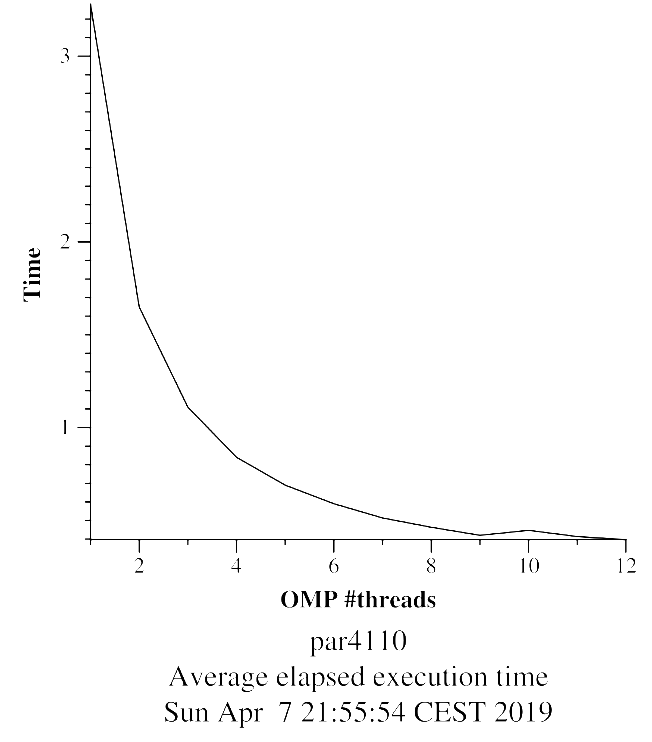 3
2
1
Time
2 4 6 8 10 12
OMP #threads
par4110
Average elapsed execution time
Sun Apr  7 21:55:54 CEST 2019